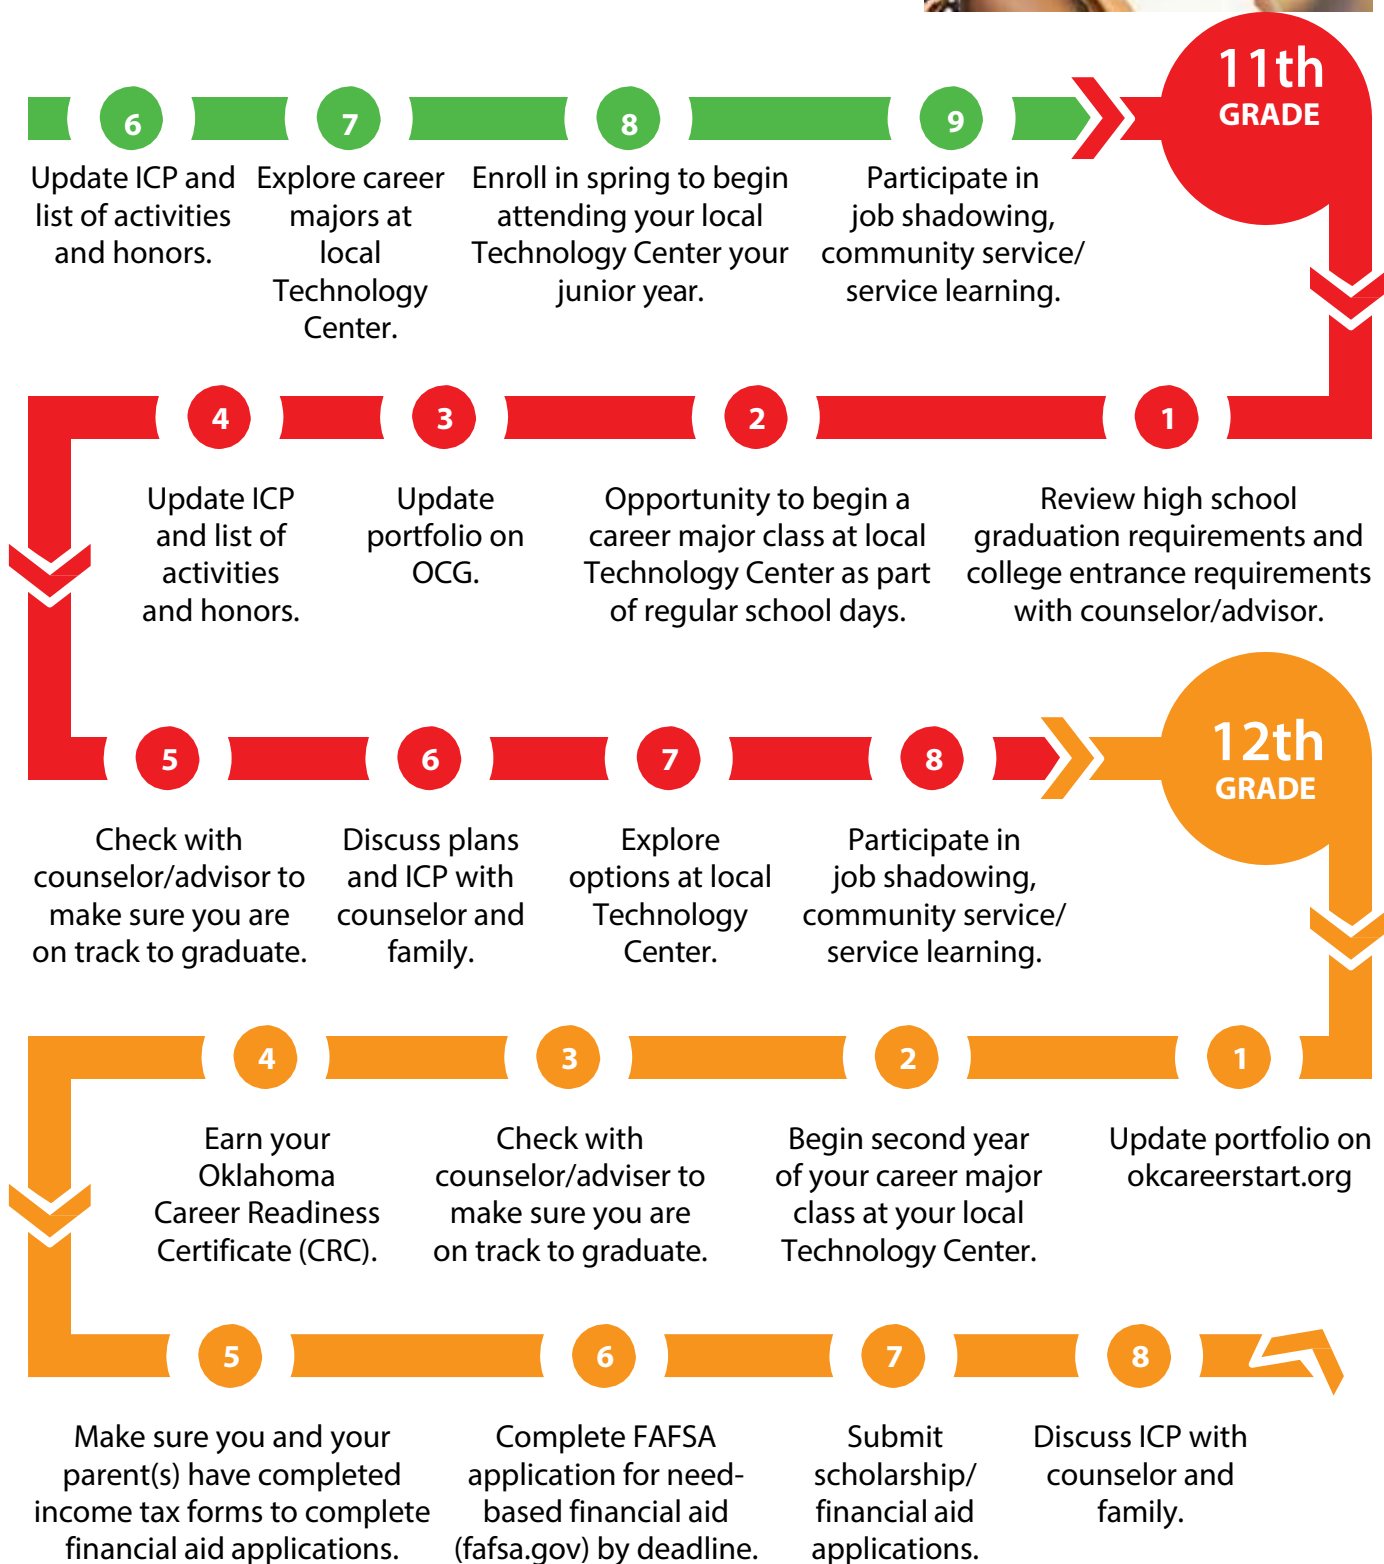 11th
GRADE
6
Update ICP and
list of activities
and honors.
7
Explore career
majors at
local
Technology
Center.
8
Enroll in spring to begin
attending your local
Technology Center your
junior year.
9
Participate in
job shadowing,
community service/
service learning.
1
Review high school
graduation requirements and
college entrance requirements
with counselor/advisor.
2
Opportunity to begin a
career major class at local
Technology Center as part
of regular school days.
3
Update
portfolio on
OCG.
4
Update ICP
and list of
activities
and honors.
5
Check with
counselor/advisor to
make sure you are
on track to graduate.
6
Discuss plans
and ICP with
counselor and
family.
7
Explore
options at local
Technology
Center.
8
Participate in
job shadowing,
community service/
service learning.
12th
GRADE
1
Update portfolio on
okcareerstart.org
2
Begin second year
of your career major
class at your local
Technology Center.
3
Check with
counselor/adviser to
make sure you are
on track to graduate.
4
Earn your
Oklahoma
Career Readiness
Certificate (CRC).
5
Make sure you and your
parent(s) have completed
income tax forms to complete
financial aid applications.
6
Complete FAFSA
application for need-
based financial aid
(fafsa.gov) by deadline.
7
Submit
scholarship/
financial aid
applications.
8
Discuss ICP with
counselor and
family.